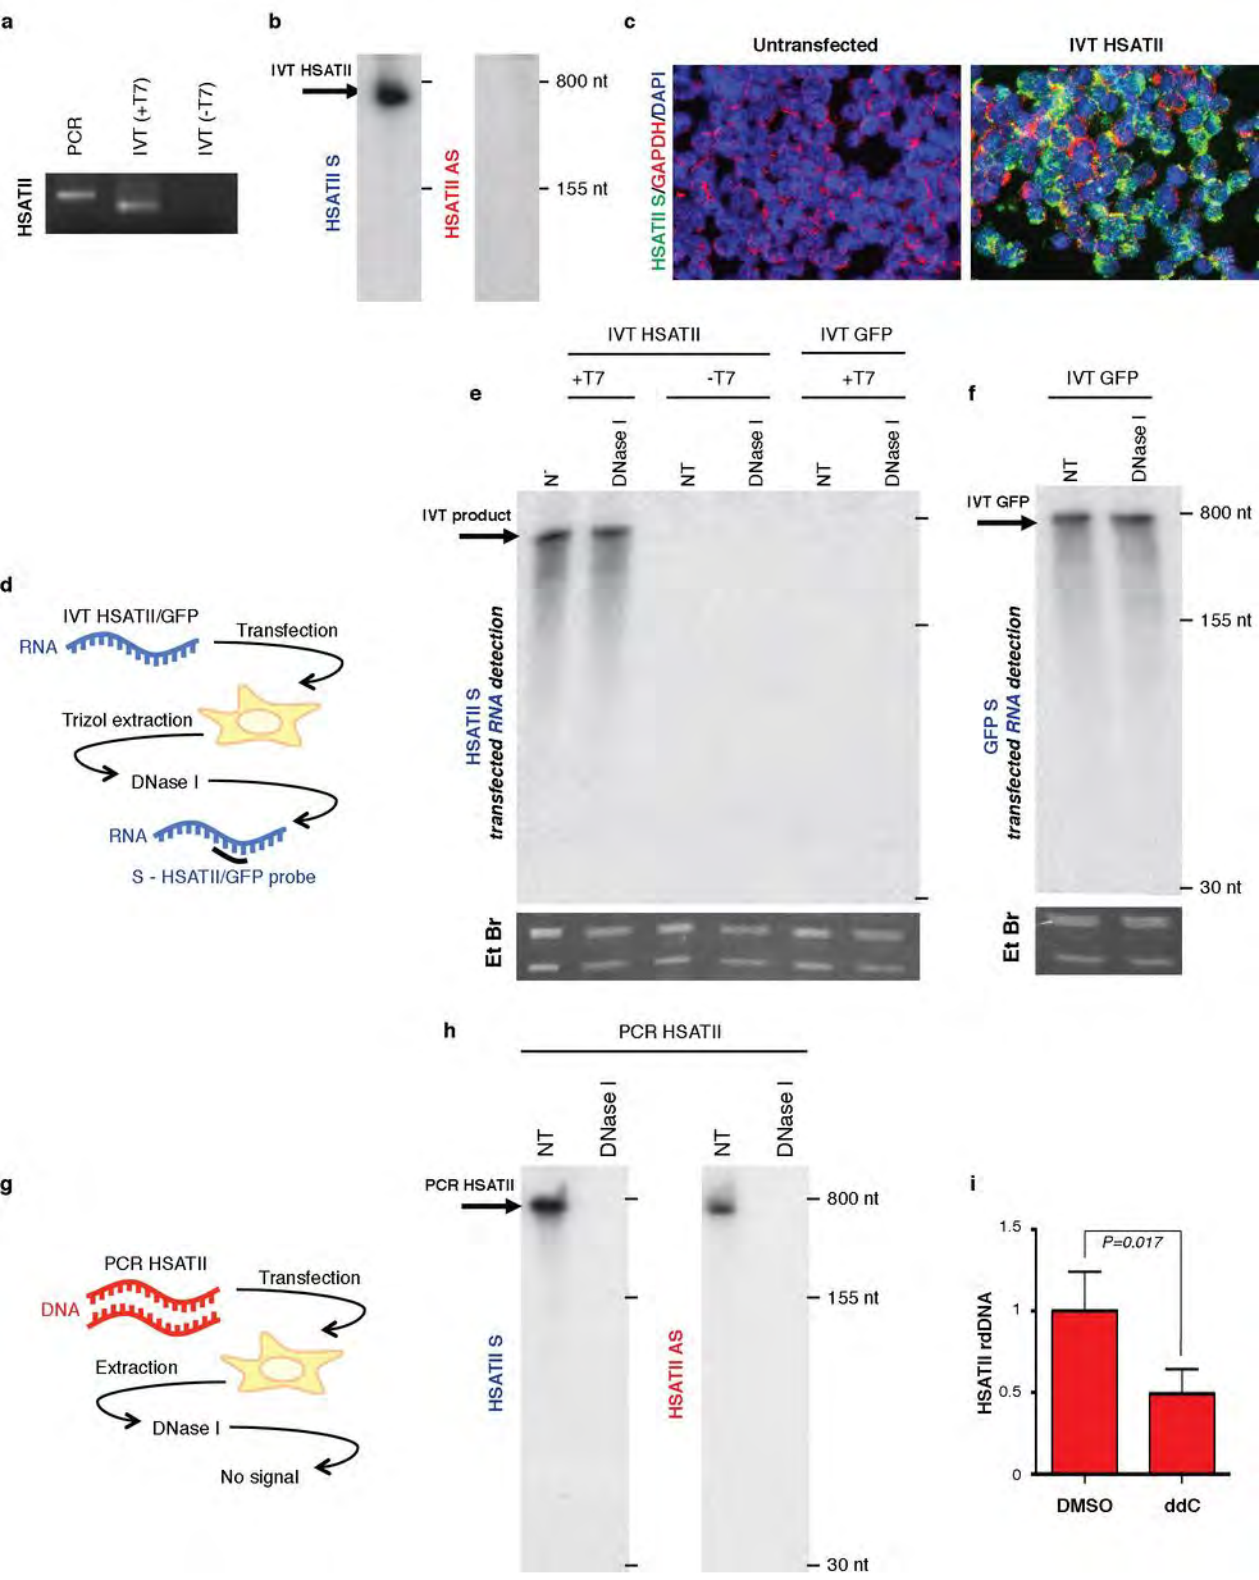 a
PCR
IVT (+T7)
IVT (-T7)
HSATII
b
IVT HSATII
HSATII S
HSATII AS
800 nt
155 nt
c
Untransfected
IVT HSATII
HSATII S/GAPDH/DAPI
d
IVT HSATII/GFP
RNA
Transfection
Trizol extraction
DNase I
RNA
S - HSATII/GFP probe
e
IVT HSATII
IVT GFP
+T7
-T7
+T7
DNase I
NT
DNase I
NT
DNase I
IVT product
HSATII S
transfected RNA detection
Et Br
f
IVT GFP
NT
DNase I
IVT GFP
800 nt
155 nt
30 nt
GFP S
transfected RNA detection
Et Br
g
PCR HSATII
DNA
Transfection
Extraction
DNase I
No signal
h
PCR HSATII
NT
DNase I
NT
DNase I
PCR HSATII
800 nt
155 nt
30 nt
HSATII S
HSATII AS
i
1.5
P=0.017
1
0.5
0
HSATII rdDNA
DMSO
ddC